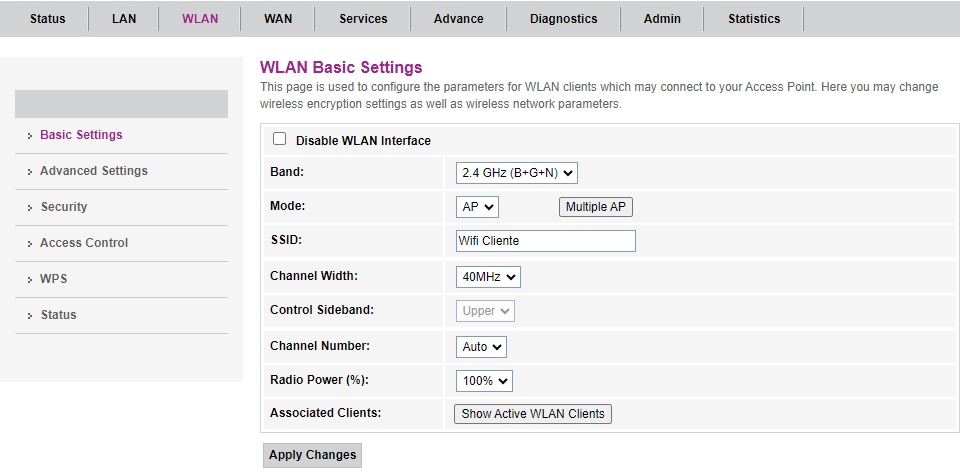 Status LAN WLAN WAN Services Advance Diagnostics Admin Statistics
Basic Settings
Advanced Settings
Security
Access Control
WPS
Status
WLAN Basic Settings
This page is used to configure the parameters for WLAN clients which may connect to your Access Point. Here you may change
wireless encryption settings as well as wireless network parameters.
Disable WLAN Interface
Band: 2.4 GHz (B+G+N)
Mode: AP Multiple AP
SSID: Wifi Cliente
Channel Width: 40MHz
Control Sideband: Upper
Channel Number: Auto
Radio Power (%): 100%
Associated Clients: Show Active WLAN Clients
Apply Changes